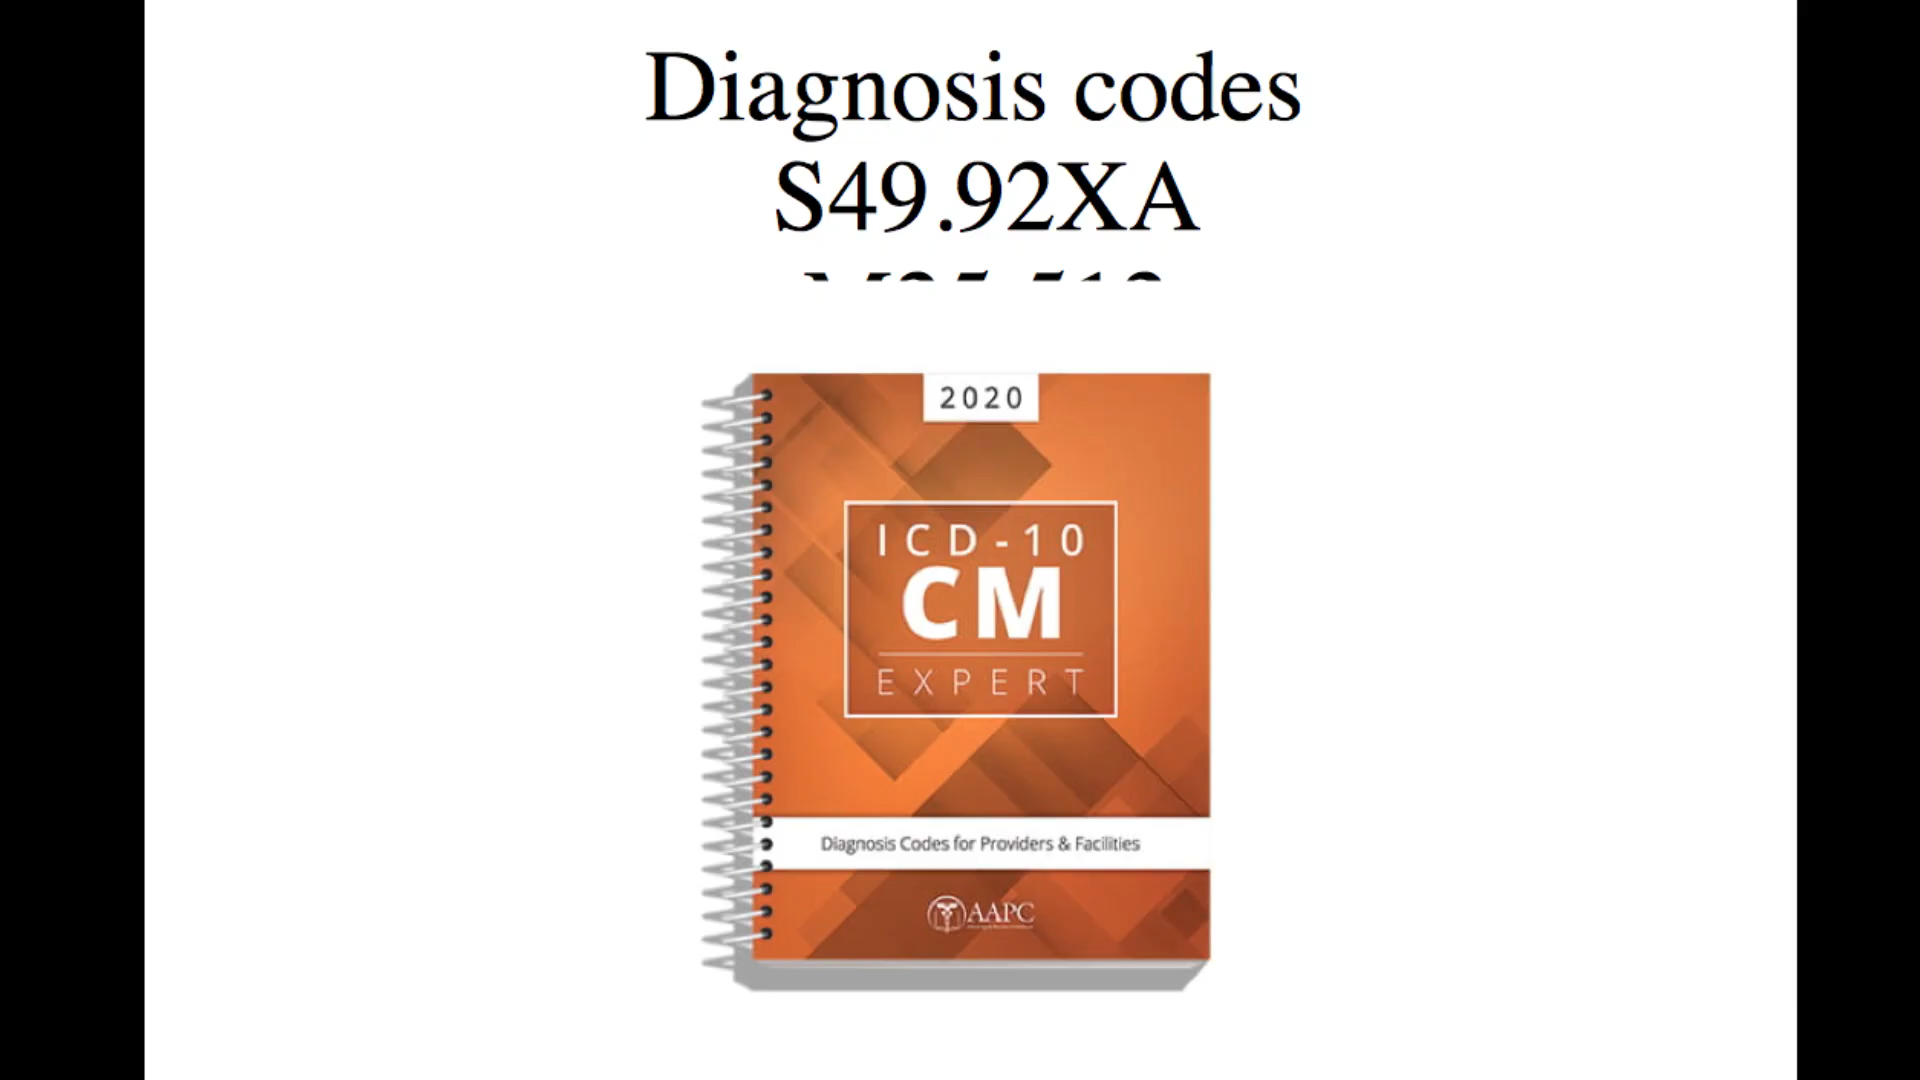 Diagnosis codes
S49.92XA
2020
ICD-10
CM
EXPERT
Diagnosis Codes for Providers & Facilities
AAPC